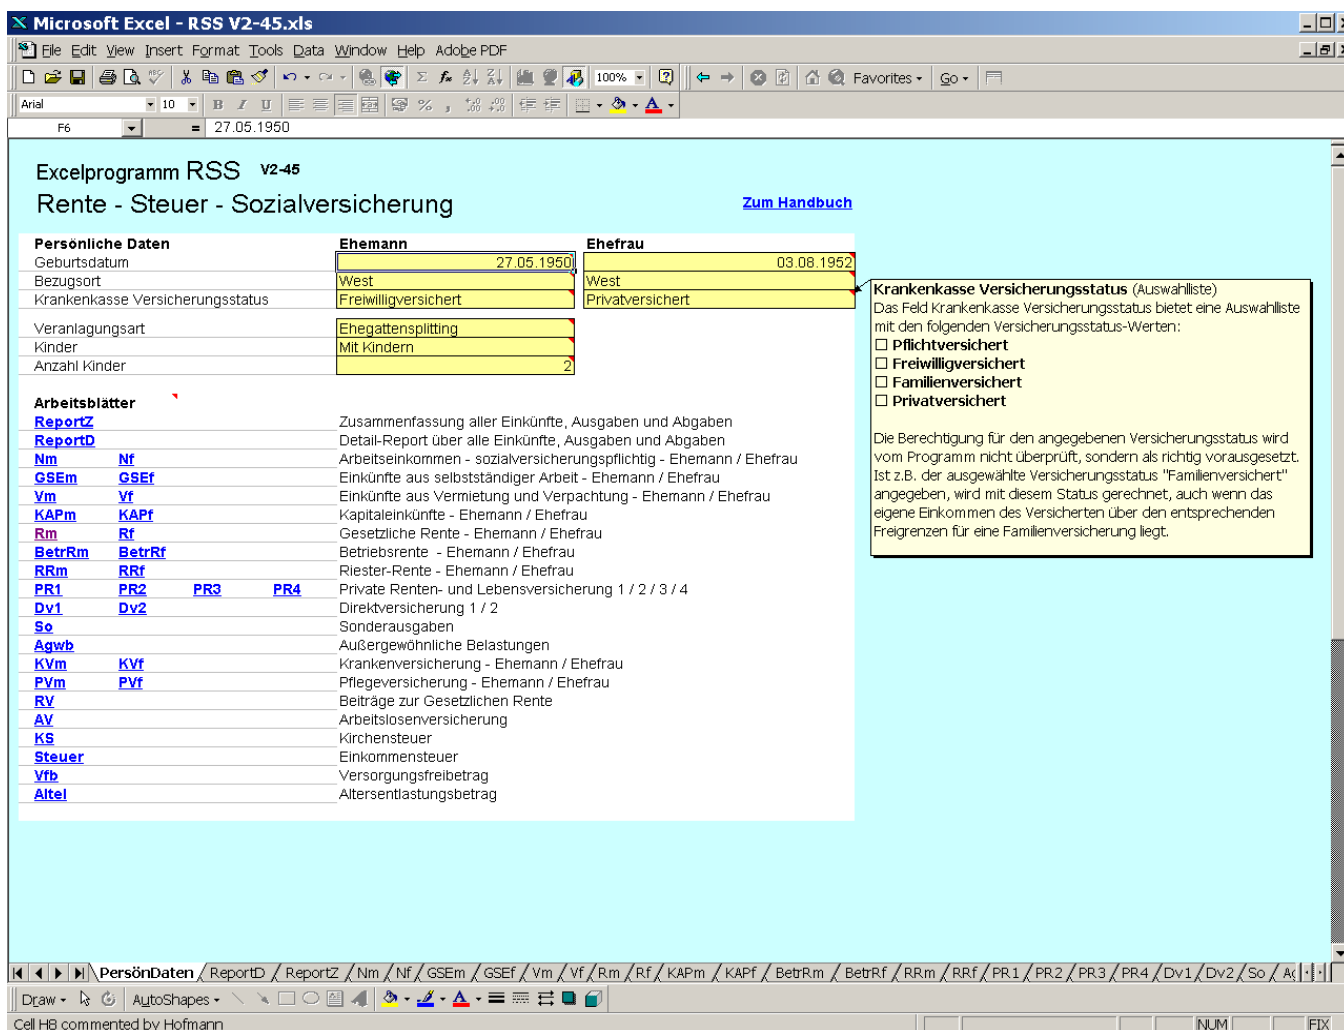 Microsoft Excel - RSS V2-45.xls
File Edit View Insert Format Tools Data Window Help Adobe PDF
100% Favorites Go
Arial 10 B I U
F6 = 27.05.1950
Excelprogramm RSS V2-45
Rente - Steuer - Sozialversicherung Zum Handbuch
Persönliche Daten Ehemann Ehefrau
Geburtsdatum 27.05.1950 03.08.1952
Bezugsort West West
Krankenkasse Versicherungsstatus Freiwilligversichert Privatversichert
Veranlagungsart Ehegattensplitting
Kinder Mit Kindern
Anzahl Kinder 2
Krankenkasse Versicherungsstatus (Auswahlliste)
Das Feld Krankenkasse Versicherungsstatus bietet eine Auswahlliste
mit den folgenden Versicherungsstatus-Werten:
☐ Pflichtversichert
☐ Freiwilligversichert
☐ Familienversichert
☐ Privatversichert
Die Berechtigung für den angegebenen Versicherungsstatus wird
vom Programm nicht überprüft, sondern als richtig vorausgesetzt.
Ist z.B. der ausgewählte Versicherungsstatus "Familienversichert"
angegeben, wird mit diesem Status gerechnet, auch wenn das
eigene Einkommen des Versicherten über den entsprechenden
Freigrenzen für eine Familienversicherung liegt.
Arbeitsblätter
ReportZ Zusammenfassung aller Einkünfte, Ausgaben und Abgaben
ReportD Detail-Report über alle Einkünfte, Ausgaben und Abgaben
Nm Nf Arbeitseinkommen - sozialversicherungspflichtig - Ehemann / Ehefrau
GSEm GSEf Einkünfte aus selbstständiger Arbeit - Ehemann / Ehefrau
Vm Vf Einkünfte aus Vermietung und Verpachtung - Ehemann / Ehefrau
KAPm KAPf Kapitaleinkünfte - Ehemann / Ehefrau
Rm Rf Gesetzliche Rente - Ehemann / Ehefrau
BetrRm BetrRf Betriebsrente - Ehemann / Ehefrau
RRm RRf Riester-Rente - Ehemann / Ehefrau
PR1 PR2 PR3 PR4 Private Renten- und Lebensversicherung 1 / 2 / 3 / 4
Dv1 Dv2 Direktversicherung 1 / 2
So Sonderausgaben
Agwb Außergewöhnliche Belastungen
KVm KVf Krankenversicherung - Ehemann / Ehefrau
PVm PVf Pflegeversicherung - Ehemann / Ehefrau
RV Beiträge zur Gesetzlichen Rente
AV Arbeitslosenversicherung
KS Kirchensteuer
Steuer Einkommensteuer
Vfb Versorgungsfreibetrag
Altel Altersentlastungsbetrag
PersönDaten / ReportD / ReportZ / Nm / Nf / GSEm / GSEf / Vm / Vf / Rm / Rf / KAPm / KAPf / BetrRm / BetrRf / RRm / RRf / PR1 / PR2 / PR3 / PR4 / Dv1 / Dv2 / So
Draw AutoShapes
Cell H8 commented by Hofmann NUM FIX